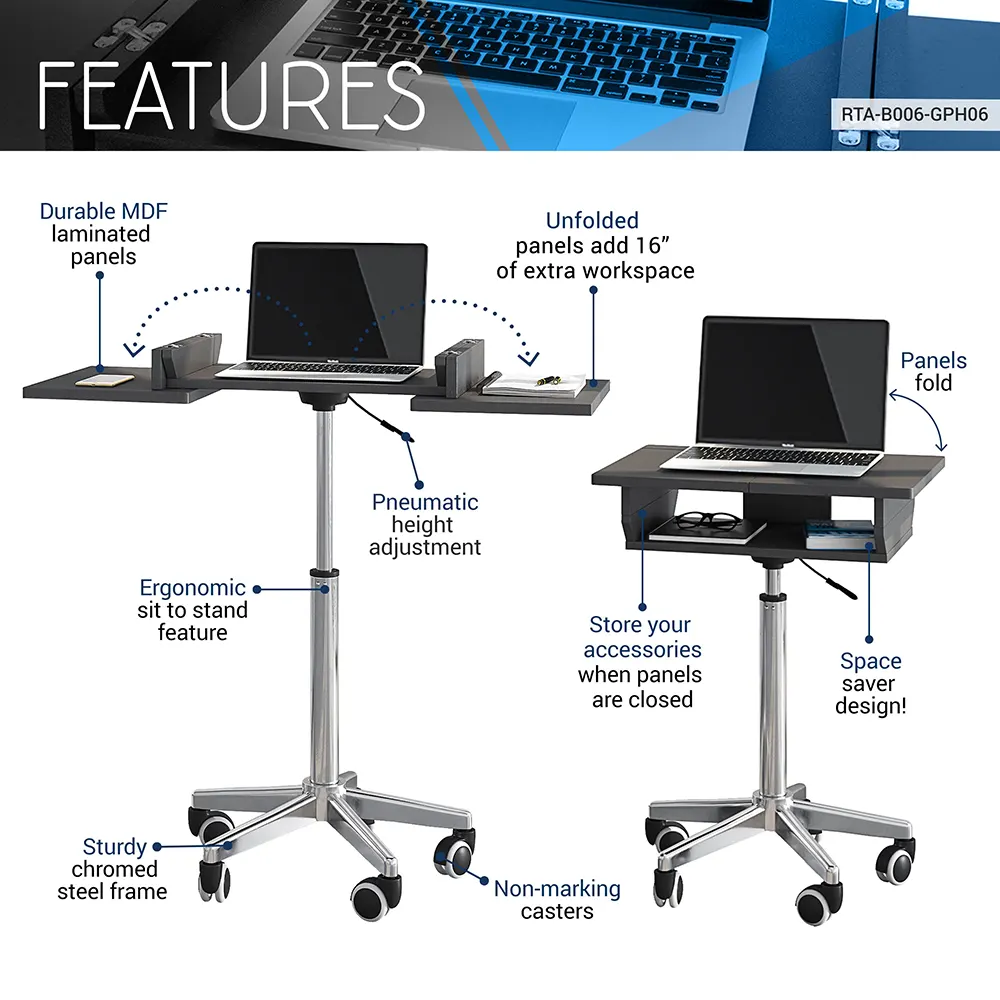 FEATURES
RTA-B006-GPH06
Durable MDF
laminated
panels
Unfolded
panels add 16”
of extra workspace
Panels
fold
Pneumatic
height
adjustment
Ergonomic
sit to stand
feature
Store your
accessories
when panels
are closed
Space
saver
design!
Sturdy
chromed
steel frame
Non-marking
casters